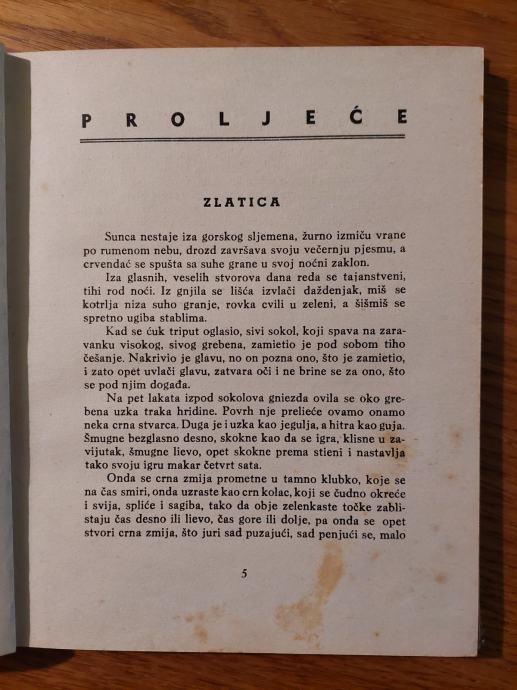 PROLJEĆE
ZLATICA
Sunca nestaje iza gorskog sljemena, žurno izmiču vrane
po rumenom nebu, drozd završava svoju večernju pjesmu, a
crvendać se spušta sa suhe grane u svoj noćni zaklon.
Iza glasnih, veselih stvorova dana reda se tajanstveni,
tihi rod noći. Iz gnjila se lišća izvlači daždenjak, miš se
kotrlja niza suho granje, rovka cvili u zeleni, a šišmiš se
spretno ugiba stablima.
Kad se ćuk triput oglasio, sivi sokol, koji spava na zara-
vanku visokog, sivog grebena, zamietio je pod sobom tiho
češanje. Nakrivio je glavu, no on pozna ono, što je zamietio,
i zato opet uvlači glavu, zatvara oči i ne brine se za ono, što
se pod njim događa.
Na pet lakata izpod sokolova gniezda ovila se oko gre-
bena uzka traka hridine. Povrh nje prelieće ovamo onamo
neka crna stvarca. Duga je i uzka kao jegulja, a hitra kao guja.
Šmugne bezglasno desno, skokne kao da se igra, klisne u za-
vijutak, šmugne lievo, opet skokne prema stieni i nastavlja
tako svoju igru makar četvrt sata.
Onda se crna zmija prometne u tamno klubko, koje se
na čas smiri, onda uzraste kao crn kolac, koji se čudno okreće
i svija, spliće i sagiba, tako da obje zelenkaste točke zabli-
staju čas desno ili lievo, čas gore ili dolje, pa onda se opet
stvori crna zmija, što juri sad puzajući, sad penjući se, malo
5